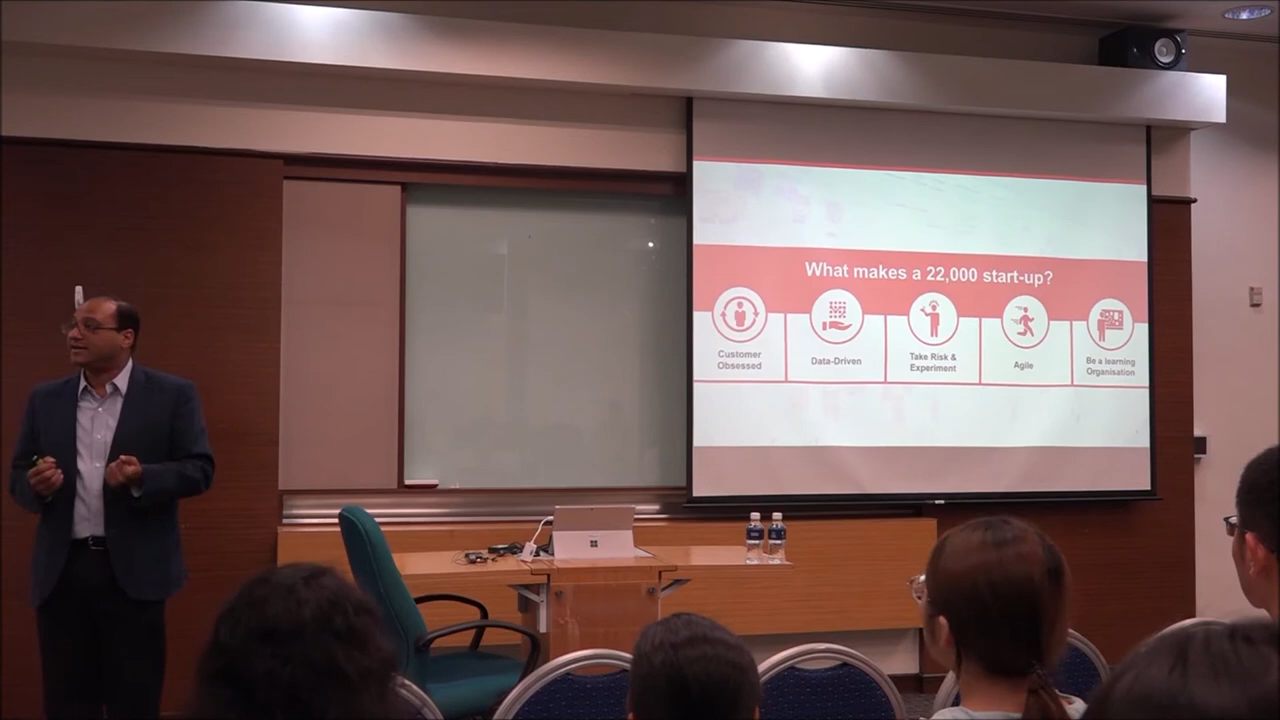 What makes a 22,000 start-up?
Customer
Obsessed
Data-Driven
Take Risk &
Experiment
Agile
Be a learning
Organisation